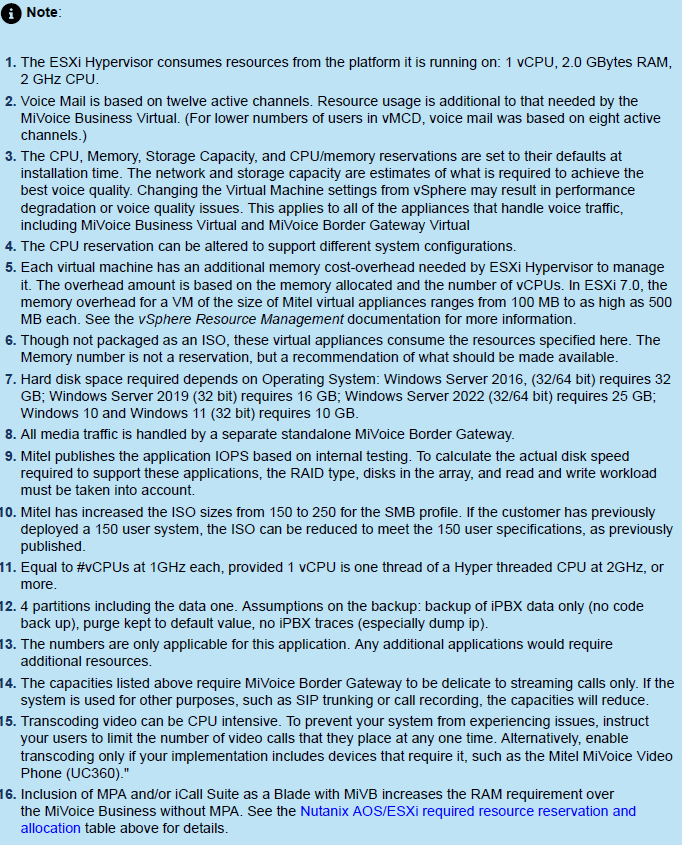 Note:
1. The ESXi Hypervisor consumes resources from the platform it is running on: 1 vCPU, 2.0 GBytes RAM,
2 GHz CPU.
2. Voice Mail is based on twelve active channels. Resource usage is additional to that needed by the
MiVoice Business Virtual. (For lower numbers of users in vMCD, voice mail was based on eight active
channels.)
3. The CPU, Memory, Storage Capacity, and CPU/memory reservations are set to their defaults at
installation time. The network and storage capacity are estimates of what is required to achieve the
best voice quality. Changing the Virtual Machine settings from vSphere may result in performance
degradation or voice quality issues. This applies to all of the appliances that handle voice traffic,
including MiVoice Business Virtual and MiVoice Border Gateway Virtual
4. The CPU reservation can be altered to support different system configurations.
5. Each virtual machine has an additional memory cost-overhead needed by ESXi Hypervisor to manage
it. The overhead amount is based on the memory allocated and the number of vCPUs. In ESXi 7.0, the
memory overhead for a VM of the size of Mitel virtual appliances ranges from 100 MB to as high as 500
MB each. See the vSphere Resource Management documentation for more information.
6. Though not packaged as an ISO, these virtual appliances consume the resources specified here. The
Memory number is not a reservation, but a recommendation of what should be made available.
7. Hard disk space required depends on Operating System: Windows Server 2016, (32/64 bit) requires 32
GB; Windows Server 2019 (32 bit) requires 16 GB; Windows Server 2022 (32/64 bit) requires 25 GB;
Windows 10 and Windows 11 (32 bit) requires 10 GB.
8. All media traffic is handled by a separate standalone MiVoice Border Gateway.
9. Mitel publishes the application IOPS based on internal testing. To calculate the actual disk speed
required to support these applications, the RAID type, disks in the array, and read and write workload
must be taken into account.
10. Mitel has increased the ISO sizes from 150 to 250 for the SMB profile. If the customer has previously
deployed a 150 user system, the ISO can be reduced to meet the 150 user specifications, as previously
published.
11. Equal to #vCPUs at 1GHz each, provided 1 vCPU is one thread of a Hyper threaded CPU at 2GHz, or
more.
12. 4 partitions including the data one. Assumptions on the backup: backup of iPBX data only (no code
back up), purge kept to default value, no iPBX traces (especially dump ip).
13. The numbers are only applicable for this application. Any additional applications would require
additional resources.
14. The capacities listed above require MiVoice Border Gateway to be delicate to streaming calls only. If the
system is used for other purposes, such as SIP trunking or call recording, the capacities will reduce.
15. Transcoding video can be CPU intensive. To prevent your system from experiencing issues, instruct
your users to limit the number of video calls that they place at any one time. Alternatively, enable
transcoding only if your implementation includes devices that require it, such as the Mitel MiVoice Video
Phone (UC360)."
16. Inclusion of MPA and/or iCall Suite as a Blade with MiVB increases the RAM requirement over
the MiVoice Business without MPA. See the Nutanix AOS/ESXi required resource reservation and
allocation table above for details.